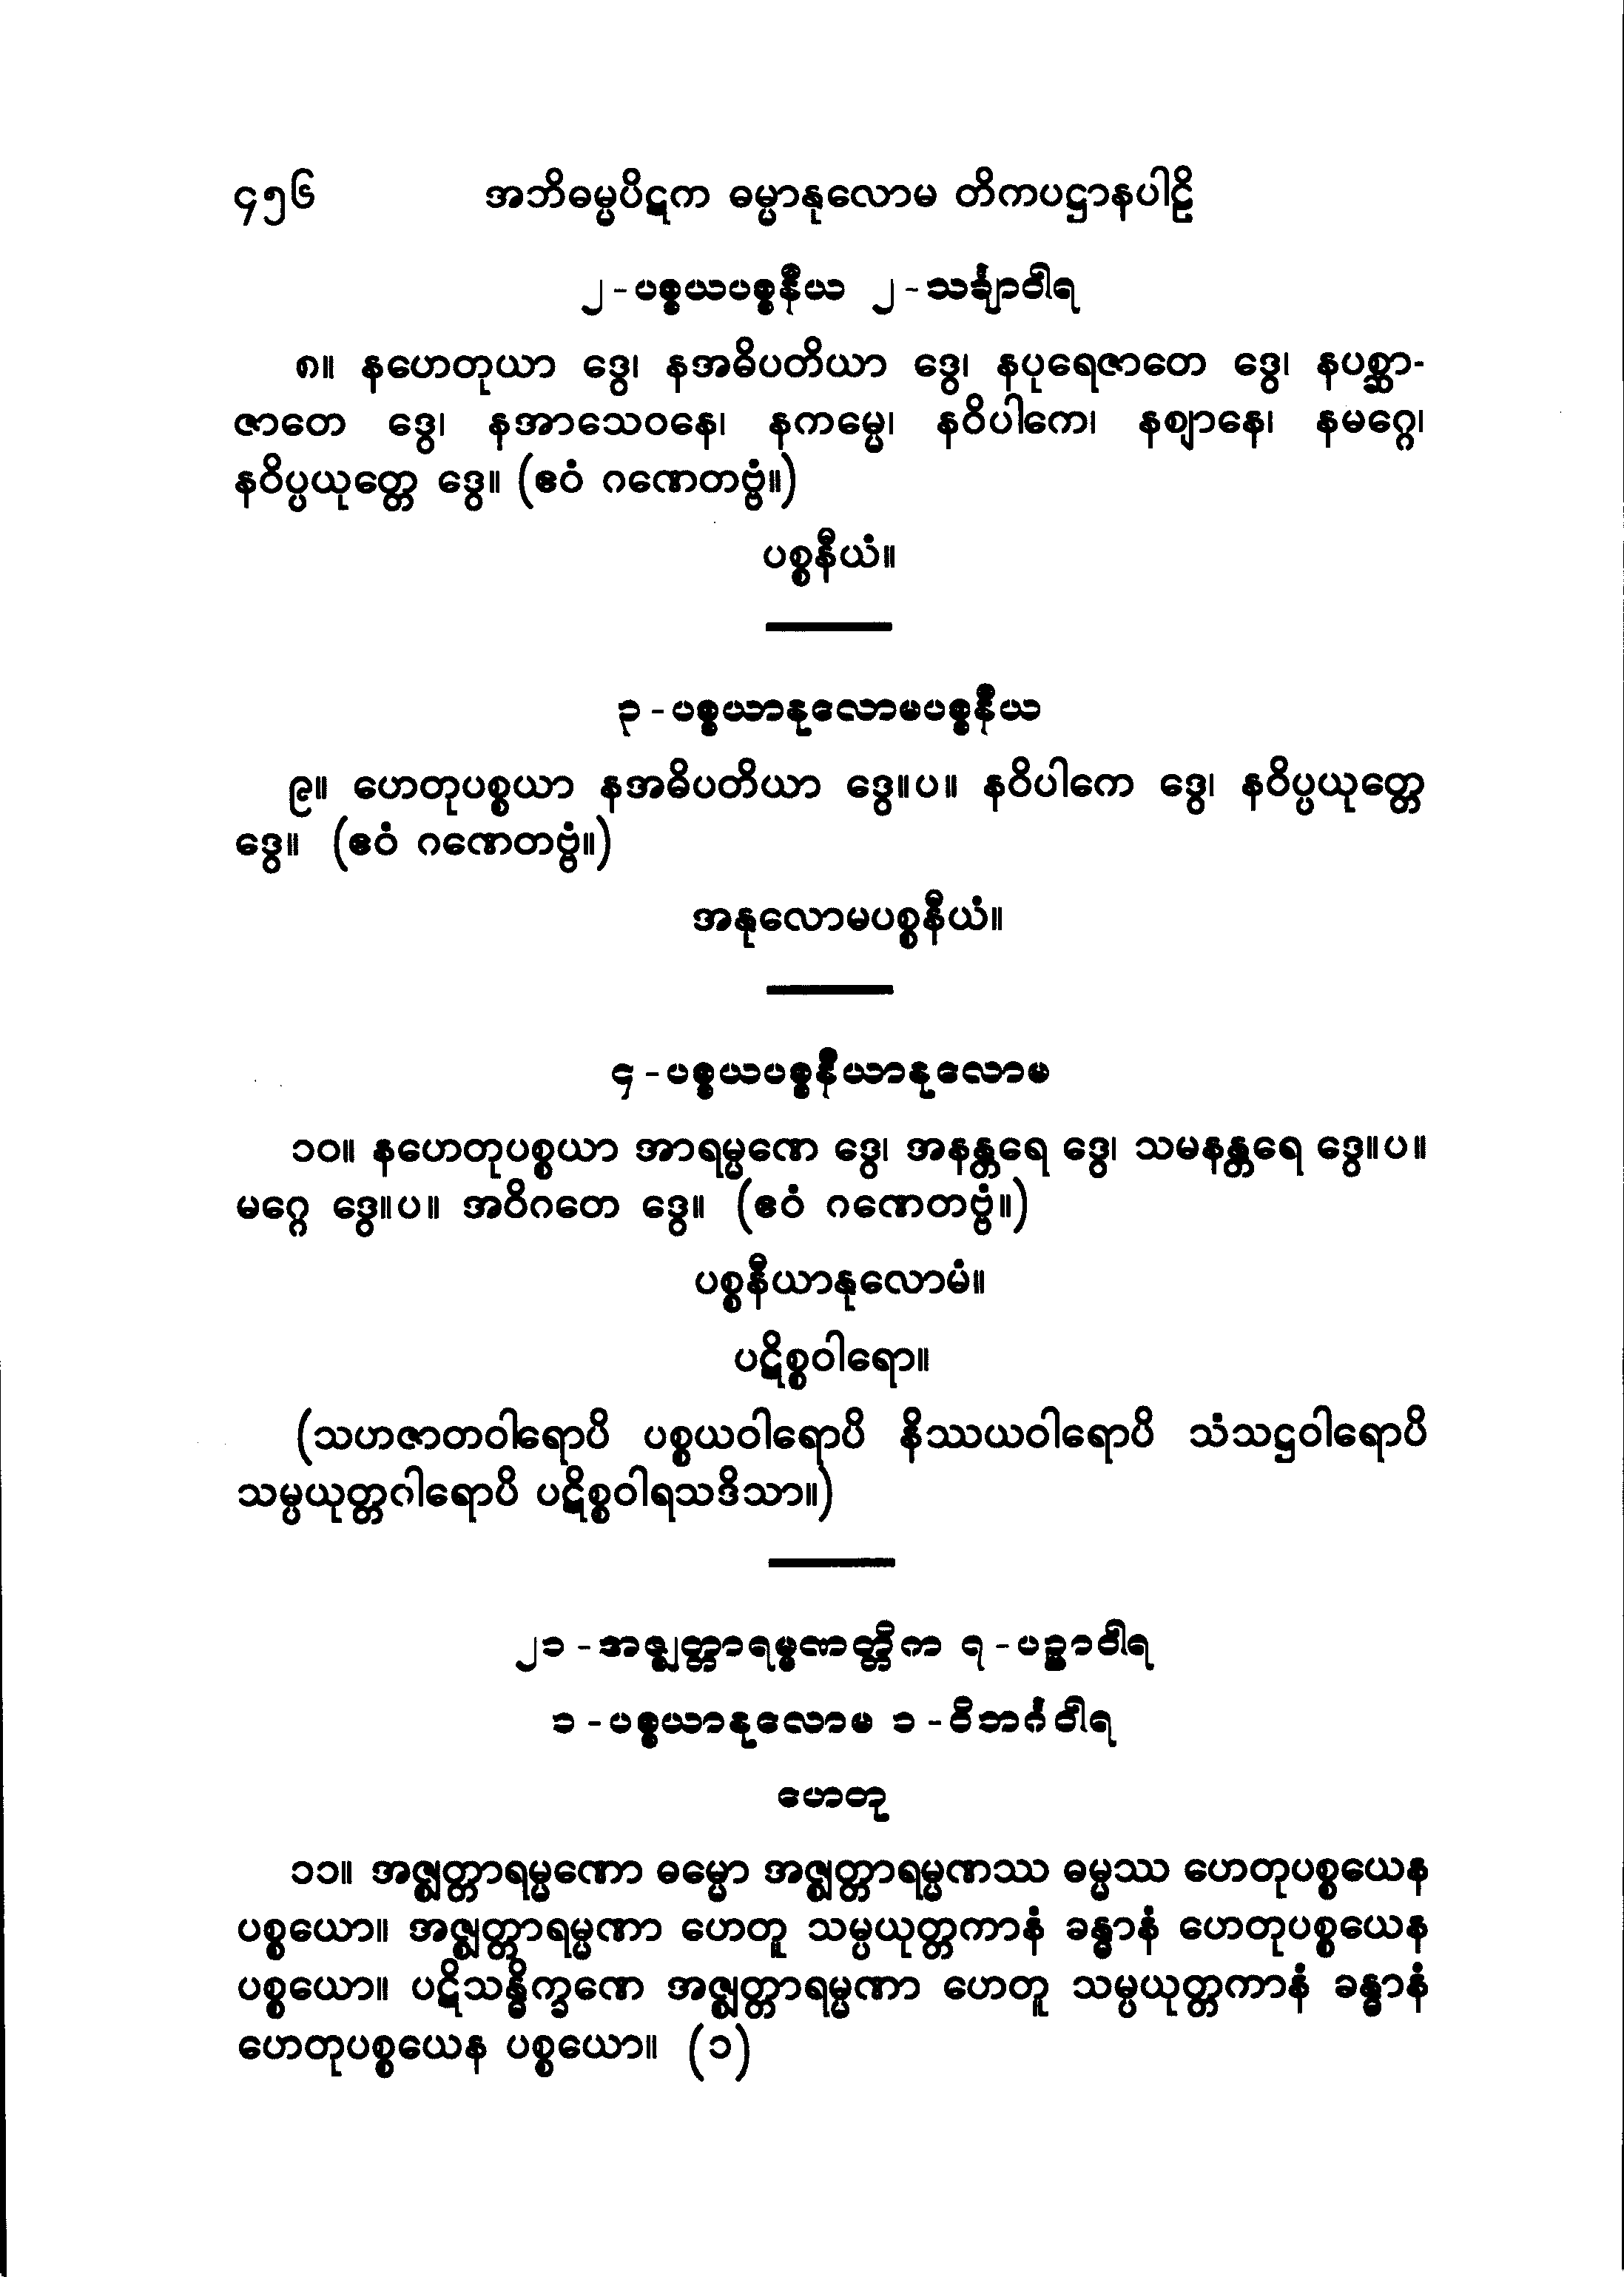 ၄၅၆ အဘိဓမ္မပိဋက ဓမ္မာနုလောမ တိကပဋ္ဌာနပါဠိ
၂-ပစ္စယပစ္စနီယ ၂-သင်္ချာဝါရ
၈။ နဟေတုယာ ဒွေ၊ နအဓိပတိယာ ဒွေ၊ နပုရေဇာတေ ဒွေ၊ နပစ္ဆာ-
ဇာတေ ဒွေ၊ နအာသေဝနေ၊ နကမ္မေ၊ နဝိပါကေ၊ နဈာနေ၊ နမဂ္ဂေ၊
နဝိပ္ပယုတ္တေ ဒွေ။ (ဧဝံ ဂဏေတဗ္ဗံ။)
ပစ္စနီယံ။
၃-ပစ္စယာနုလောမပစ္စနီယ
၉။ ဟေတုပစ္စယာ နအဓိပတိယာ ဒွေ။ပ။ နဝိပါကေ ဒွေ၊ နဝိပ္ပယုတ္တေ
ဒွေ။ (ဧဝံ ဂဏေတဗ္ဗံ။)
အနုလောမပစ္စနီယံ။
၄-ပစ္စယပစ္စနီယာနုလောမ
၁၀။ နဟေတုပစ္စယာ အာရမ္မဏေ ဒွေ၊ အနန္တရေ ဒွေ၊ သမနန္တရေ ဒွေ။ပ။
မဂ္ဂေ ဒွေ။ပ။ အဝိဂတေ ဒွေ။ (ဧဝံ ဂဏေတဗ္ဗံ။)
ပစ္စနီယာနုလောမံ။
ပဋိစ္စဝါရော။
(သဟဇာတဝါရောပိ ပစ္စယဝါရောပိ နိဿယဝါရောပိ သံသဋ္ဌဝါရောပိ
သမ္ပယုတ္တဂါရောပိ ပဋိစ္စဝါရသဒိသာ။)
၂၁-အဇ္ဈတ္တာရမ္မဏတ္တိက ၇-ပဉှာဝါရ
၁-ပစ္စယာနုလောမ ၁-ဝိဘင်္ဂဝါရ
ဟေတု
၁၁။ အဇ္ဈတ္တာရမ္မဏော ဓမ္မော အဇ္ဈတ္တာရမ္မဏဿ ဓမ္မဿ ဟေတုပစ္စယေန
ပစ္စယော။ အဇ္ဈတ္တာရမ္မဏာ ဟေတူ သမ္ပယုတ္တကာနံ ခန္ဓာနံ ဟေတုပစ္စယေန
ပစ္စယော။ ပဋိသန္ဓိက္ခဏေ အဇ္ဈတ္တာရမ္မဏာ ဟေတူ သမ္ပယုတ္တကာနံ ခန္ဓာနံ
ဟေတုပစ္စယေန ပစ္စယော။ (၁)